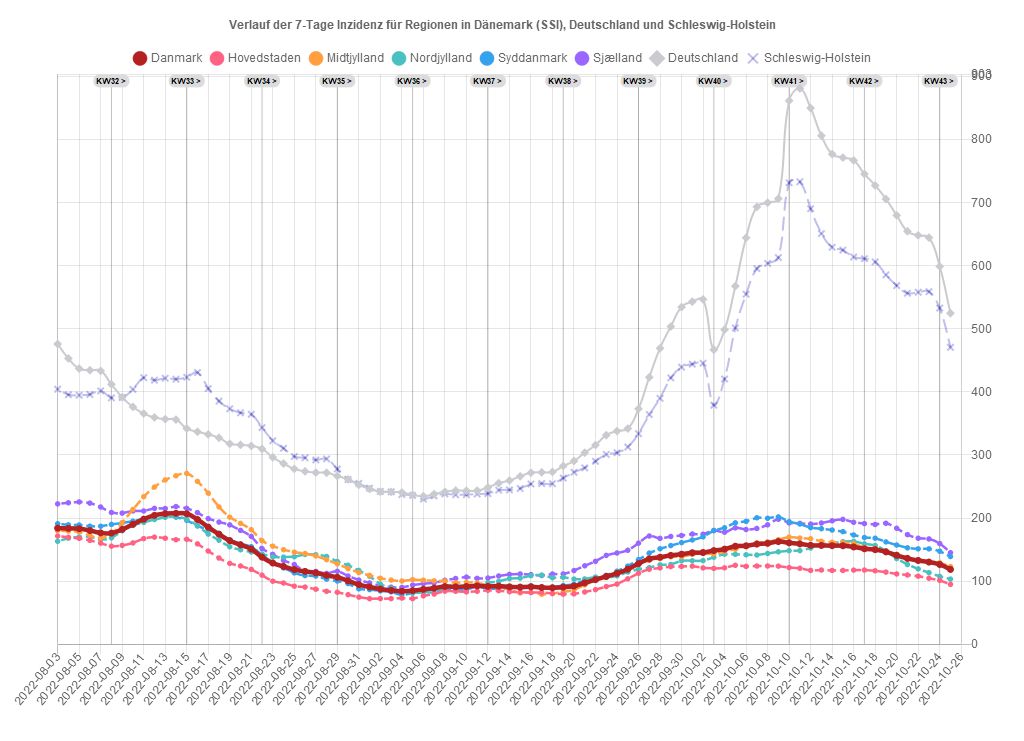 Verlauf der 7-Tage Inzidenz für Regionen in Dänemark (SSI), Deutschland und Schleswig-Holstein
Danmark Hovedstaden Midtjylland Nordjylland Syddanmark Sjælland Deutschland Schleswig-Holstein
KW32 > KW33 > KW34 > KW35 > KW36 > KW37 > KW38 > KW39 > KW40 > KW41 > KW42 > KW43 >
903
900
800
700
600
500
400
300
200
100
0
2022-08-03 2022-08-05 2022-08-07 2022-08-09 2022-08-11 2022-08-13 2022-08-15 2022-08-17 2022-08-19 2022-08-21 2022-08-23 2022-08-25 2022-08-27 2022-08-29 2022-08-31 2022-09-02 2022-09-04 2022-09-06 2022-09-08 2022-09-10 2022-09-12 2022-09-14 2022-09-16 2022-09-18 2022-09-20 2022-09-22 2022-09-24 2022-09-26 2022-09-28 2022-09-30 2022-10-02 2022-10-04 2022-10-06 2022-10-08 2022-10-10 2022-10-12 2022-10-14 2022-10-16 2022-10-18 2022-10-20 2022-10-22 2022-10-24 2022-10-26